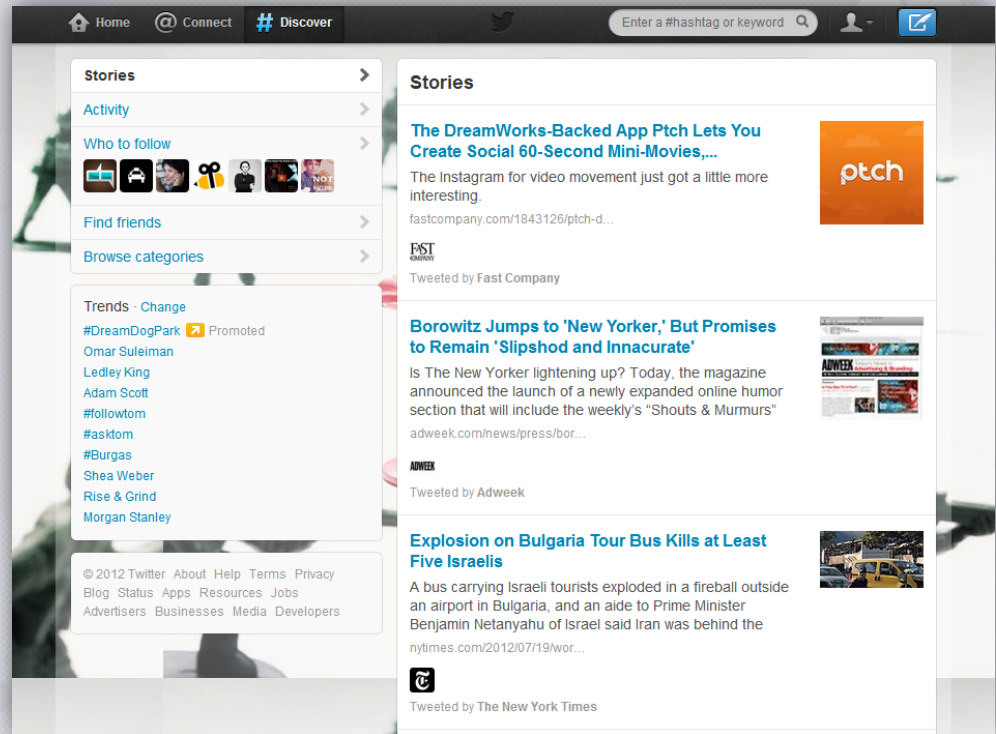 Home
Connect
# Discover
Enter a #hashtag or keyword
Stories
Activity
Who to follow
Find friends
Browse categories
Trends · Change
#DreamDogPark Promoted
Omar Suleiman
Ledley King
Adam Scott
#followtom
#asktom
#Burgas
Shea Weber
Rise & Grind
Morgan Stanley
© 2012 Twitter About Help Terms Privacy
Blog Status Apps Resources Jobs
Advertisers Businesses Media Developers
Stories
The DreamWorks-Backed App Ptch Lets You
Create Social 60-Second Mini-Movies,...
The Instagram for video movement just got a little more
interesting.
fastcompany.com/1843126/ptch-d...
FAST
COMPANY
Tweeted by Fast Company
ptch
Borowitz Jumps to 'New Yorker,' But Promises
to Remain 'Slipshod and Innacurate'
Is The New Yorker lightening up? Today, the magazine
announced the launch of a newly expanded online humor
section that will include the weekly's “Shouts & Murmurs”
adweek.com/news/press/bor...
ADWEEK
Tweeted by Adweek
ADWEEK
Explosion on Bulgaria Tour Bus Kills at Least
Five Israelis
A bus carrying Israeli tourists exploded in a fireball outside
an airport in Bulgaria, and an aide to Prime Minister
Benjamin Netanyahu of Israel said Iran was behind the
nytimes.com/2012/07/19/wor...
Tweeted by The New York Times